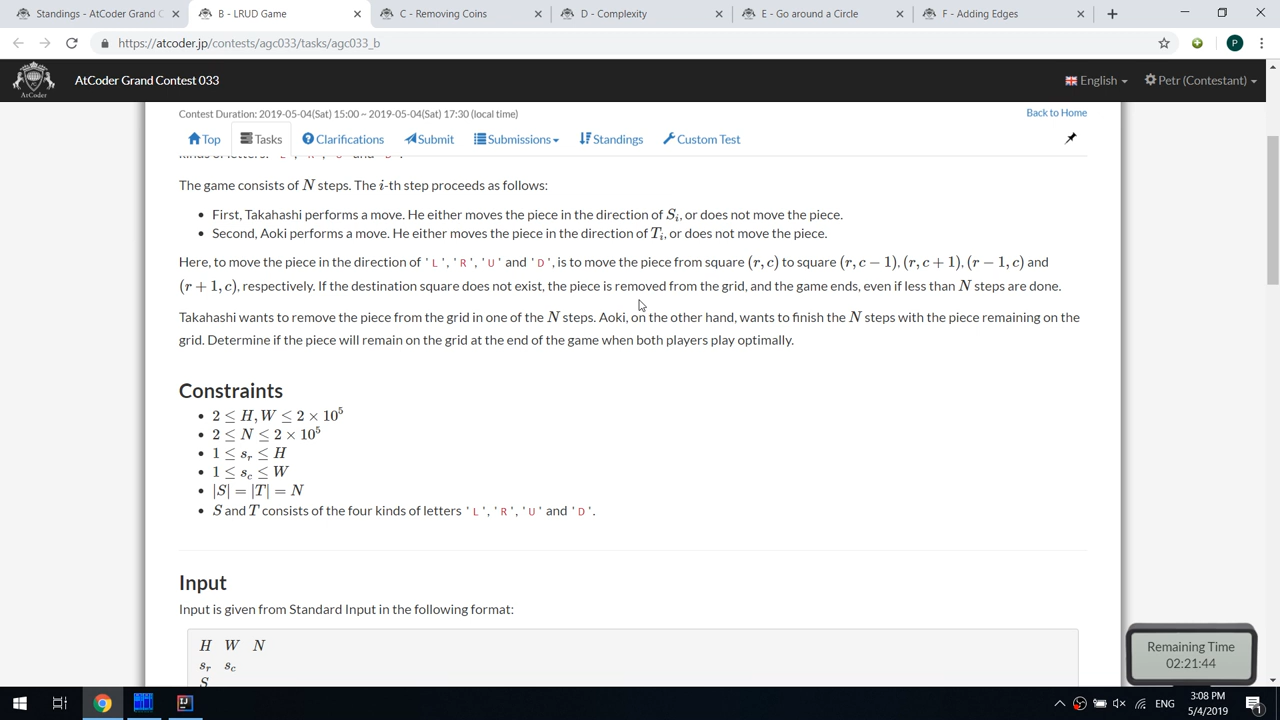 Standings - AtCoder Grand C
B - LRUD Game
C - Removing Coins
D - Complexity
E - Go around a Circle
F - Adding Edges
https://atcoder.jp/contests/agc033/tasks/agc033_b
P
AtCoder
AtCoder Grand Contest 033
English
Petr (Contestant)
Contest Duration: 2019-05-04(Sat) 15:00 ~ 2019-05-04(Sat) 17:30 (local time)
Back to Home
Top
Tasks
Clarifications
Submit
Submissions
Standings
Custom Test
The game consists of N steps. The i-th step proceeds as follows:
• First, Takahashi performs a move. He either moves the piece in the direction of S_i, or does not move the piece.
• Second, Aoki performs a move. He either moves the piece in the direction of T_i, or does not move the piece.
Here, to move the piece in the direction of 'L', 'R', 'U' and 'D', is to move the piece from square (r, c) to square (r, c − 1), (r, c + 1), (r − 1, c) and
(r + 1, c), respectively. If the destination square does not exist, the piece is removed from the grid, and the game ends, even if less than N steps are done.
Takahashi wants to remove the piece from the grid in one of the N steps. Aoki, on the other hand, wants to finish the N steps with the piece remaining on the
grid. Determine if the piece will remain on the grid at the end of the game when both players play optimally.
Constraints
• 2 ≤ H, W ≤ 2 × 10^5
• 2 ≤ N ≤ 2 × 10^5
• 1 ≤ s_r ≤ H
• 1 ≤ s_c ≤ W
• |S| = |T| = N
• S and T consists of the four kinds of letters 'L', 'R', 'U' and 'D'.
Input
Input is given from Standard Input in the following format:
H W N
s_r s_c
S
Remaining Time
02:21:44
ENG
3:08 PM
5/4/2019
1